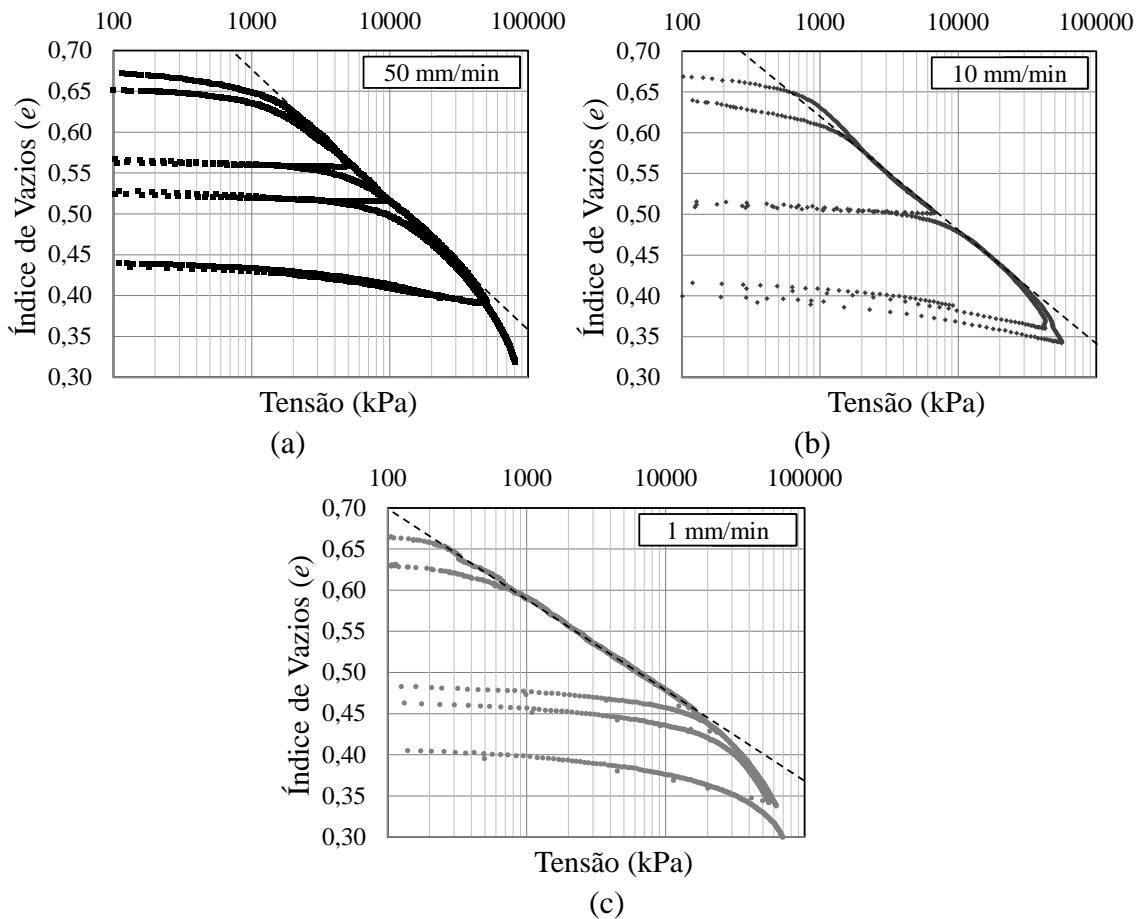 100 1000 10000 100000
0,70
0,65
0,60
0,55
0,50
0,45
0,40
0,35
0,30
50 mm/min
Índice de Vazios (e)
Tensão (kPa)
(a)
100 1000 10000 100000
0,70
0,65
0,60
0,55
0,50
0,45
0,40
0,35
0,30
10 mm/min
Índice de Vazios (e)
Tensão (kPa)
(b)
100 1000 10000 100000
0,70
0,65
0,60
0,55
0,50
0,45
0,40
0,35
0,30
1 mm/min
Índice de Vazios (e)
Tensão (kPa)
(c)